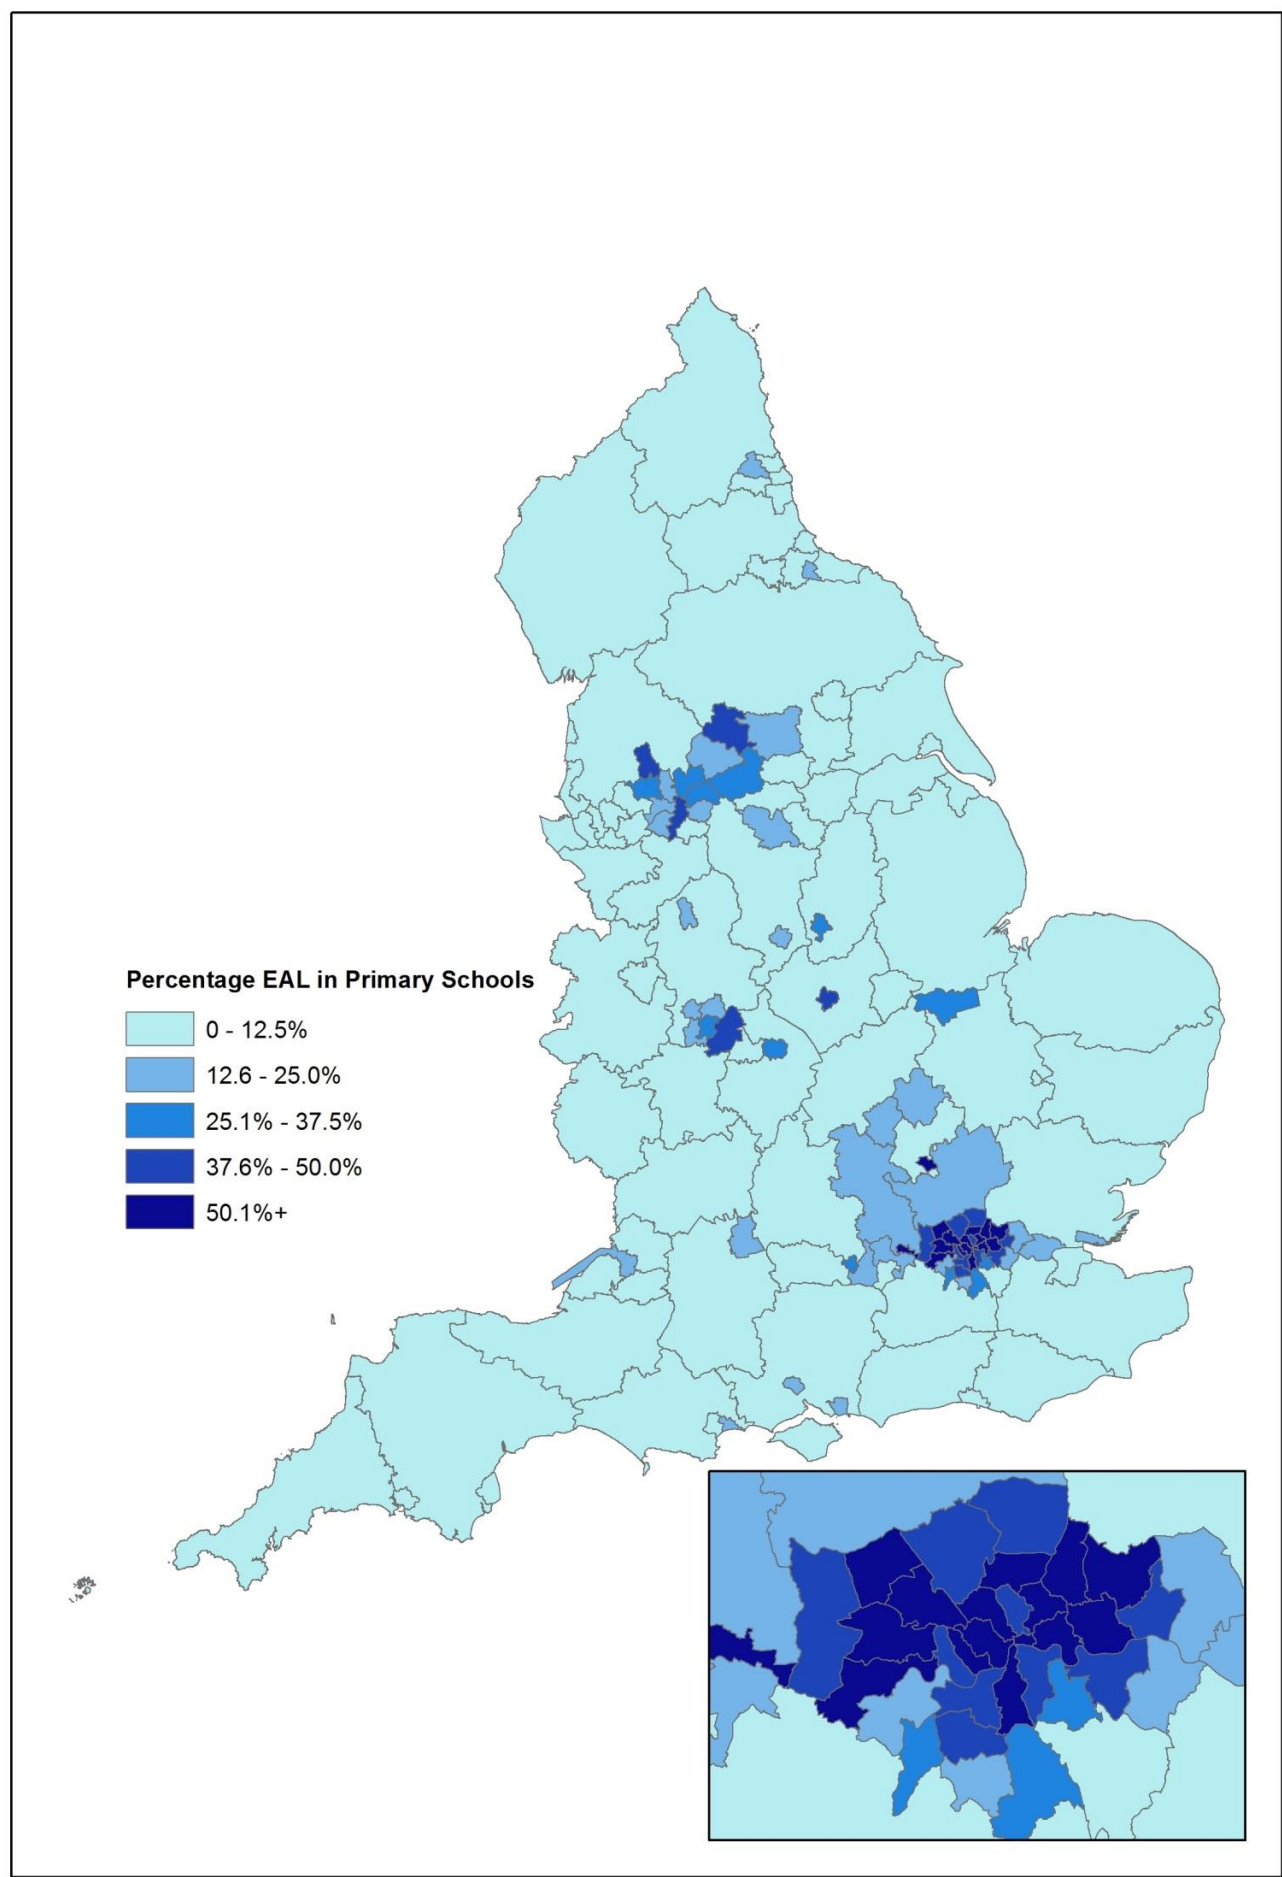 Percentage EAL in Primary Schools
0 - 12.5%
12.6 - 25.0%
25.1% - 37.5%
37.6% - 50.0%
50.1%+